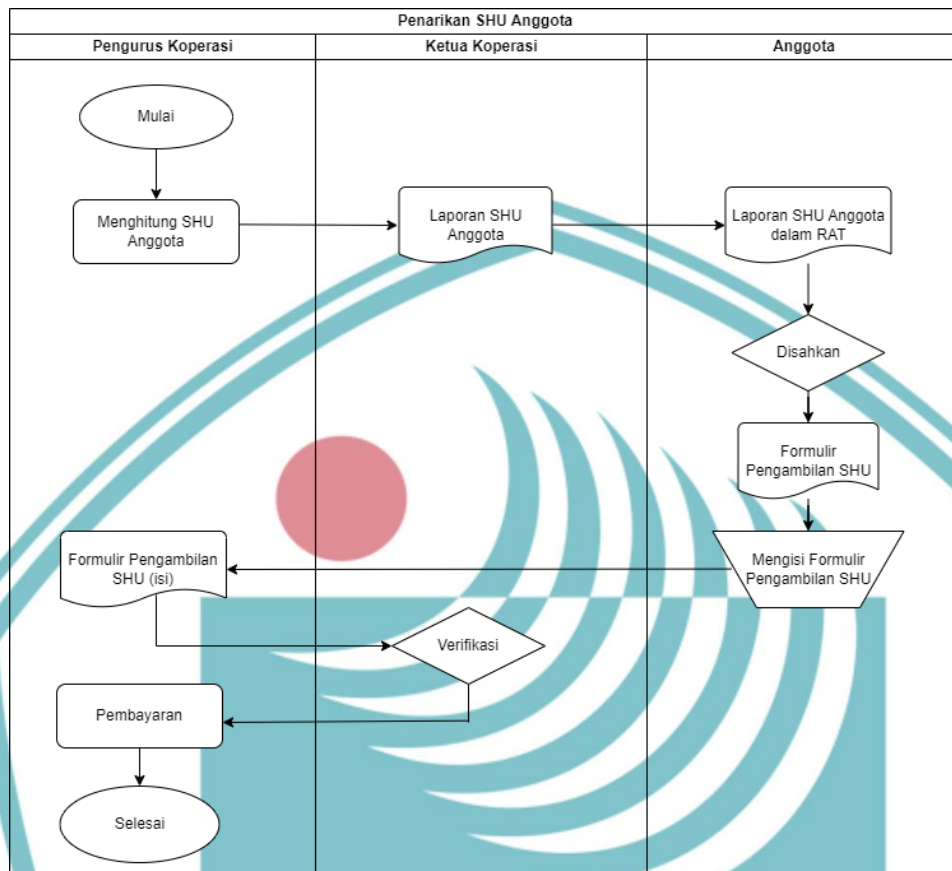 Penarikan SHU Anggota
Pengurus Koperasi
Ketua Koperasi
Anggota
Mulai
Menghitung SHU
Anggota
Laporan SHU
Anggota
Laporan SHU Anggota
dalam RAT
Disahkan
Formulir
Pengambilan SHU
Mengisi Formulir
Pengambilan SHU
Formulir Pengambilan
SHU (isi)
Verifikasi
Pembayaran
Selesai